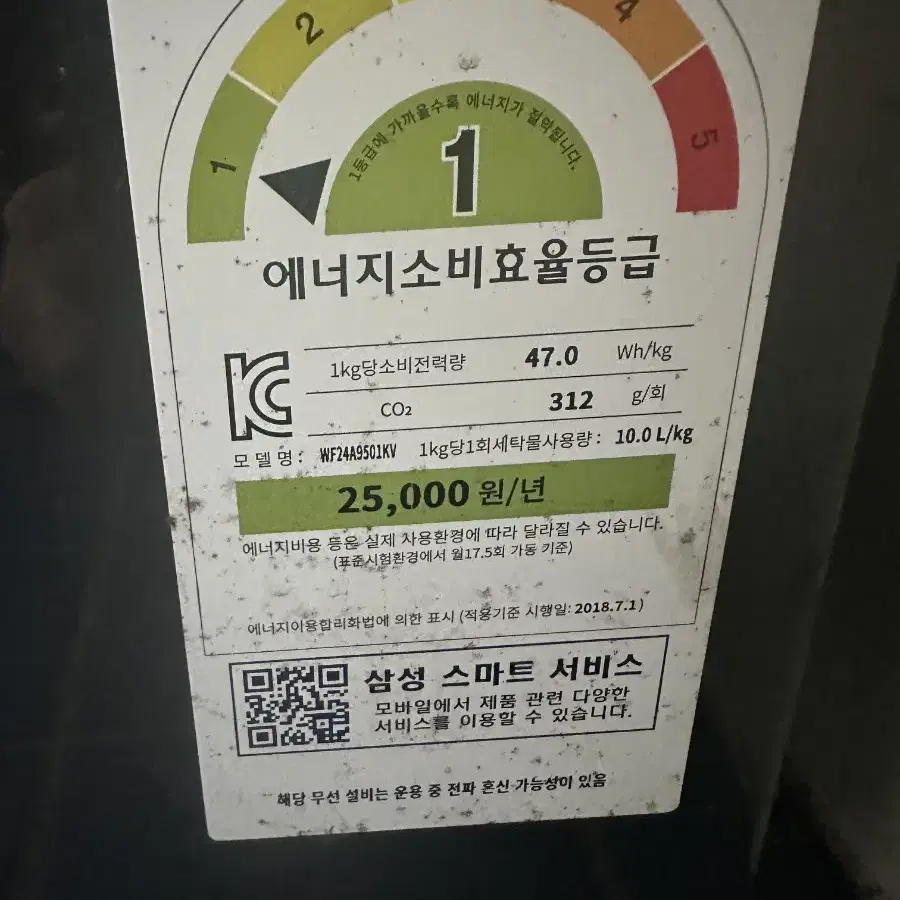 2
4
1
5
1등급에 가까울수록 에너지가 절약됩니다.
1
에너지소비효율등급
1kg당소비전력량 47.0 Wh/kg
CO₂ 312 g/회
모델명: WF24A9501KV 1kg당1회세탁물사용량: 10.0 L/kg
25,000 원/년
에너지비용 등은 실제 사용환경에 따라 달라질 수 있습니다.
(표준시험환경에서 월17.5회 가동 기준)
에너지이용합리화법에 의한 표시 (적용기준 시행일: 2018.7.1)
삼성 스마트 서비스
모바일에서 제품 관련 다양한
서비스를 이용할 수 있습니다.
해당 무선 설비는 운용 중 전파 혼신 가능성이 있음